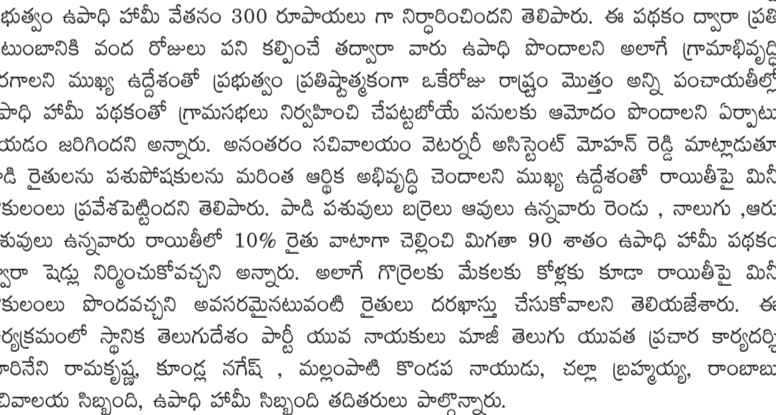 భుత్వం ఉపాధి హామీ వేతనం 300 రూపాయలు గా నిర్ధారించిందని తెలిపారు. ఈ పథకం ద్వారా ప్రతి
టుంబానికి వంద రోజులు పని కల్పించే తద్వారా వారు ఉపాధి పొందాలని అలాగే గ్రామాభివృద్ధి
రగాలని ముఖ్య ఉద్దేశంతో ప్రభుత్వం ప్రతిష్టాత్మకంగా ఒకేరోజు రాష్ట్రం మొత్తం అన్ని పంచాయతీలో
పాధి హామీ పథకంతో గ్రామసభలు నిర్వహించి చేపట్టబోయే పనులకు ఆమోదం పొందాలని ఏర్పాటు
యడం జరిగిందని అన్నారు. అనంతరం సచివాలయం వెటర్నరీ అసిస్టెంట్ మోహన్ రెడ్డి మాట్లాడుతూ
డి రైతులను పశుపోషకులను మరింత ఆర్థిక అభివృద్ధి చెందాలని ముఖ్య ఉద్దేశంతో రాయితీపై మినీ
కులంలు ప్రవేశపెట్టిందని తెలిపారు. పాడి పశువులు బర్రెలు ఆవులు ఉన్నవారు రెండు , నాలుగు ,ఆరు
శువులు ఉన్నవారు రాయితీలో 10% రైతు వాటాగా చెల్లించి మిగతా 90 శాతం ఉపాధి హామీ పథకం
్వారా షెడ్లు నిర్మించుకోవచ్చని అన్నారు. అలాగే గొర్రెలకు మేకలకు కోళ్లకు కూడా రాయితీపై మినీ
కులంలు పొందవచ్చని అవసరమైనటువంటి రైతులు దరఖాస్తు చేసుకోవాలని తెలియజేశారు. ఈ
ర్యక్రమంలో స్థానిక తెలుగుదేశం పార్టీ యువ నాయకులు మాజీ తెలుగు యువత ప్రచార కార్యదర్శి
రినేని రామకృష్ణ, కూండ్ల నగేష్ , మల్లంపాటి కొండప నాయుడు, చల్లా బ్రహ్మయ్య, రాంబాబు
చివాలయ సిబ్బంది, ఉపాధి హామీ సిబ్బంది తదితరులు పాల్గొన్నారు.